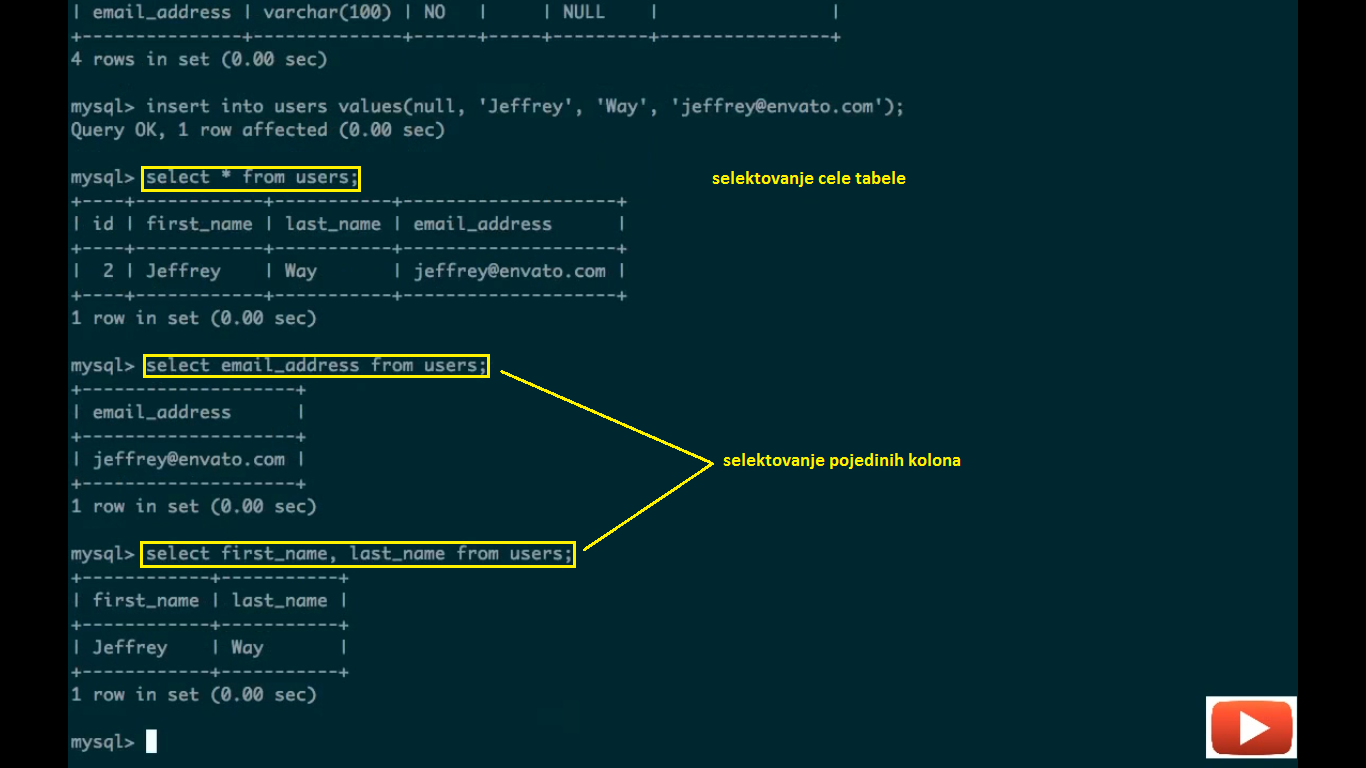 | email_address | varchar(100) | NO   |     | NULL    |                |
+---------------+--------------+------+-----+---------+----------------+
4 rows in set (0.00 sec)
mysql> insert into users values(null, 'Jeffrey', 'Way', 'jeffrey@envato.com');
Query OK, 1 row affected (0.00 sec)
mysql> select * from users;
selektovanje cele tabele
+----+------------+-----------+--------------------+
| id | first_name | last_name | email_address      |
+----+------------+-----------+--------------------+
|  2 | Jeffrey    | Way       | jeffrey@envato.com |
+----+------------+-----------+--------------------+
1 row in set (0.00 sec)
mysql> select email_address from users;
+--------------------+
| email_address      |
+--------------------+
| jeffrey@envato.com |
+--------------------+
selektovanje pojedinih kolona
1 row in set (0.00 sec)
mysql> select first_name, last_name from users;
+------------+-----------+
| first_name | last_name |
+------------+-----------+
| Jeffrey    | Way       |
+------------+-----------+
1 row in set (0.00 sec)
mysql>